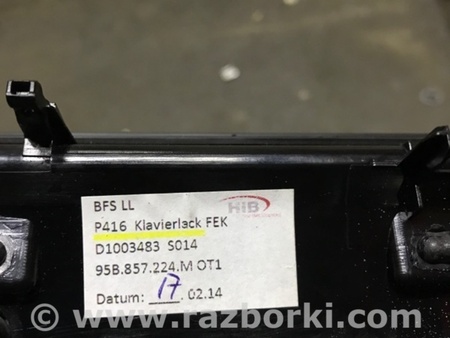 BFS LL
HIB
P416 Klavierlack FEK
D1003483 S014
95B.857.224.M OT1
Datum: 17 .02.14
© www.razborki.com